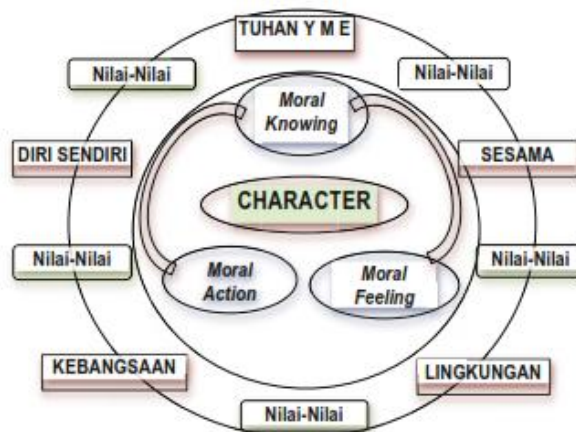 TUHAN Y M E
Nilai-Nilai
Nilai-Nilai
Moral
Knowing
DIRI SENDIRI
SESAMA
CHARACTER
Nilai-Nilai
Nilai-Nilai
Moral
Action
Moral
Feeling
KEBANGSAAN
LINGKUNGAN
Nilai-Nilai